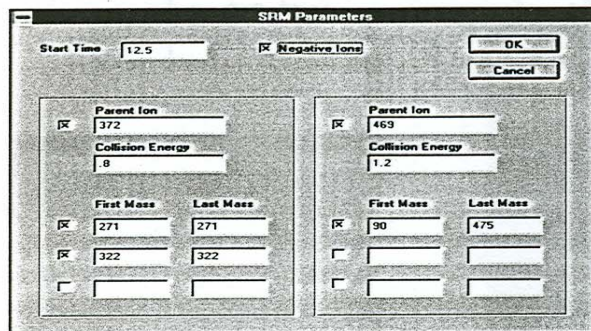 SRM Parameters
Start Time 12.5 Negative Ions OK
Cancel
Parent Ion
372
Collision Energy
.8
First Mass Last Mass
271 271
322 322
Parent Ion
469
Collision Energy
1.2
First Mass Last Mass
90 475